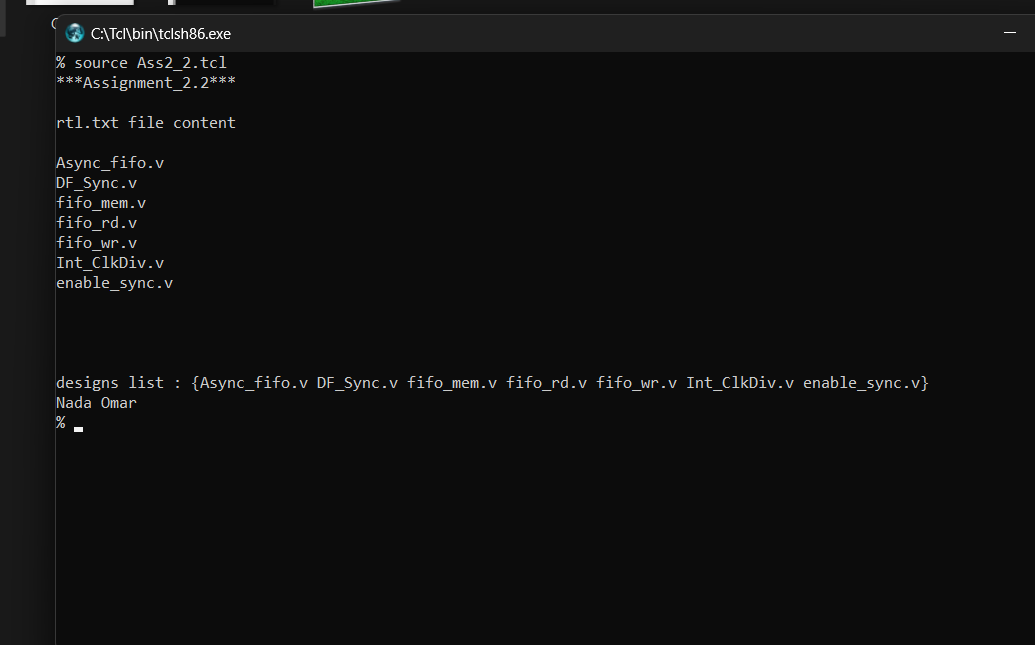 C:\Tcl\bin\tclsh86.exe
% source Ass2_2.tcl
***Assignment_2.2***
rtl.txt file content
Async_fifo.v
DF_Sync.v
fifo_mem.v
fifo_rd.v
fifo_wr.v
Int_ClkDiv.v
enable_sync.v
designs list : {Async_fifo.v DF_Sync.v fifo_mem.v fifo_rd.v fifo_wr.v Int_ClkDiv.v enable_sync.v}
Nada Omar
%